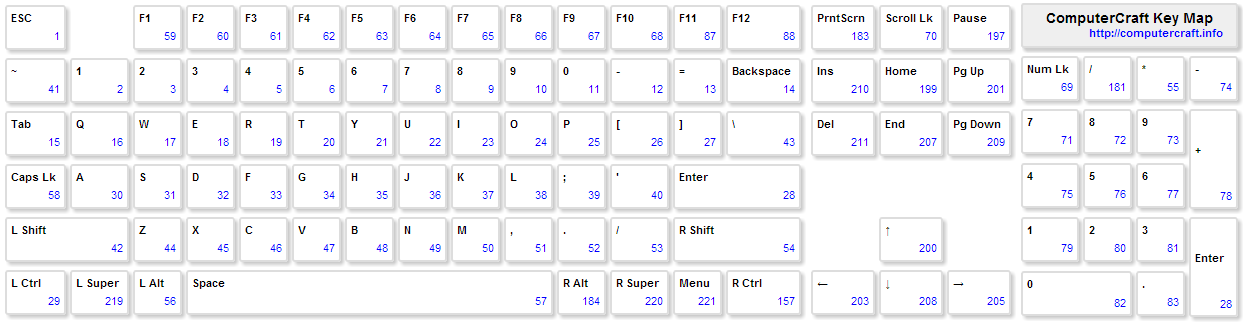 ESC F1 F2 F3 F4 F5 F6 F7 F8 F9 F10 F11 F12 PrntScrn Scroll Lk Pause ComputerCraft Key Map
1 59 60 61 62 63 64 65 66 67 68 87 88 183 70 197 http://computercraft.info
~ 1 2 3 4 5 6 7 8 9 0 - = Backspace Ins Home Pg Up Num Lk / * -
41 2 3 4 5 6 7 8 9 10 11 12 13 14 210 199 201 69 181 55 74
Tab Q W E R T Y U I O P [ ] \ Del End Pg Down 7 8 9 +
15 16 17 18 19 20 21 22 23 24 25 26 27 43 211 207 209 71 72 73
Caps Lk A S D F G H J K L ; ' Enter 4 5 6
58 30 31 32 33 34 35 36 37 38 39 40 28 75 76 77 78
L Shift Z X C V B N M , . / R Shift ↑ 1 2 3 Enter
42 44 45 46 47 48 49 50 51 52 53 54 200 79 80 81
L Ctrl L Super L Alt Space R Alt R Super Menu R Ctrl ← ↓ → 0 .
29 219 56 57 184 220 221 157 203 208 205 82 83 28